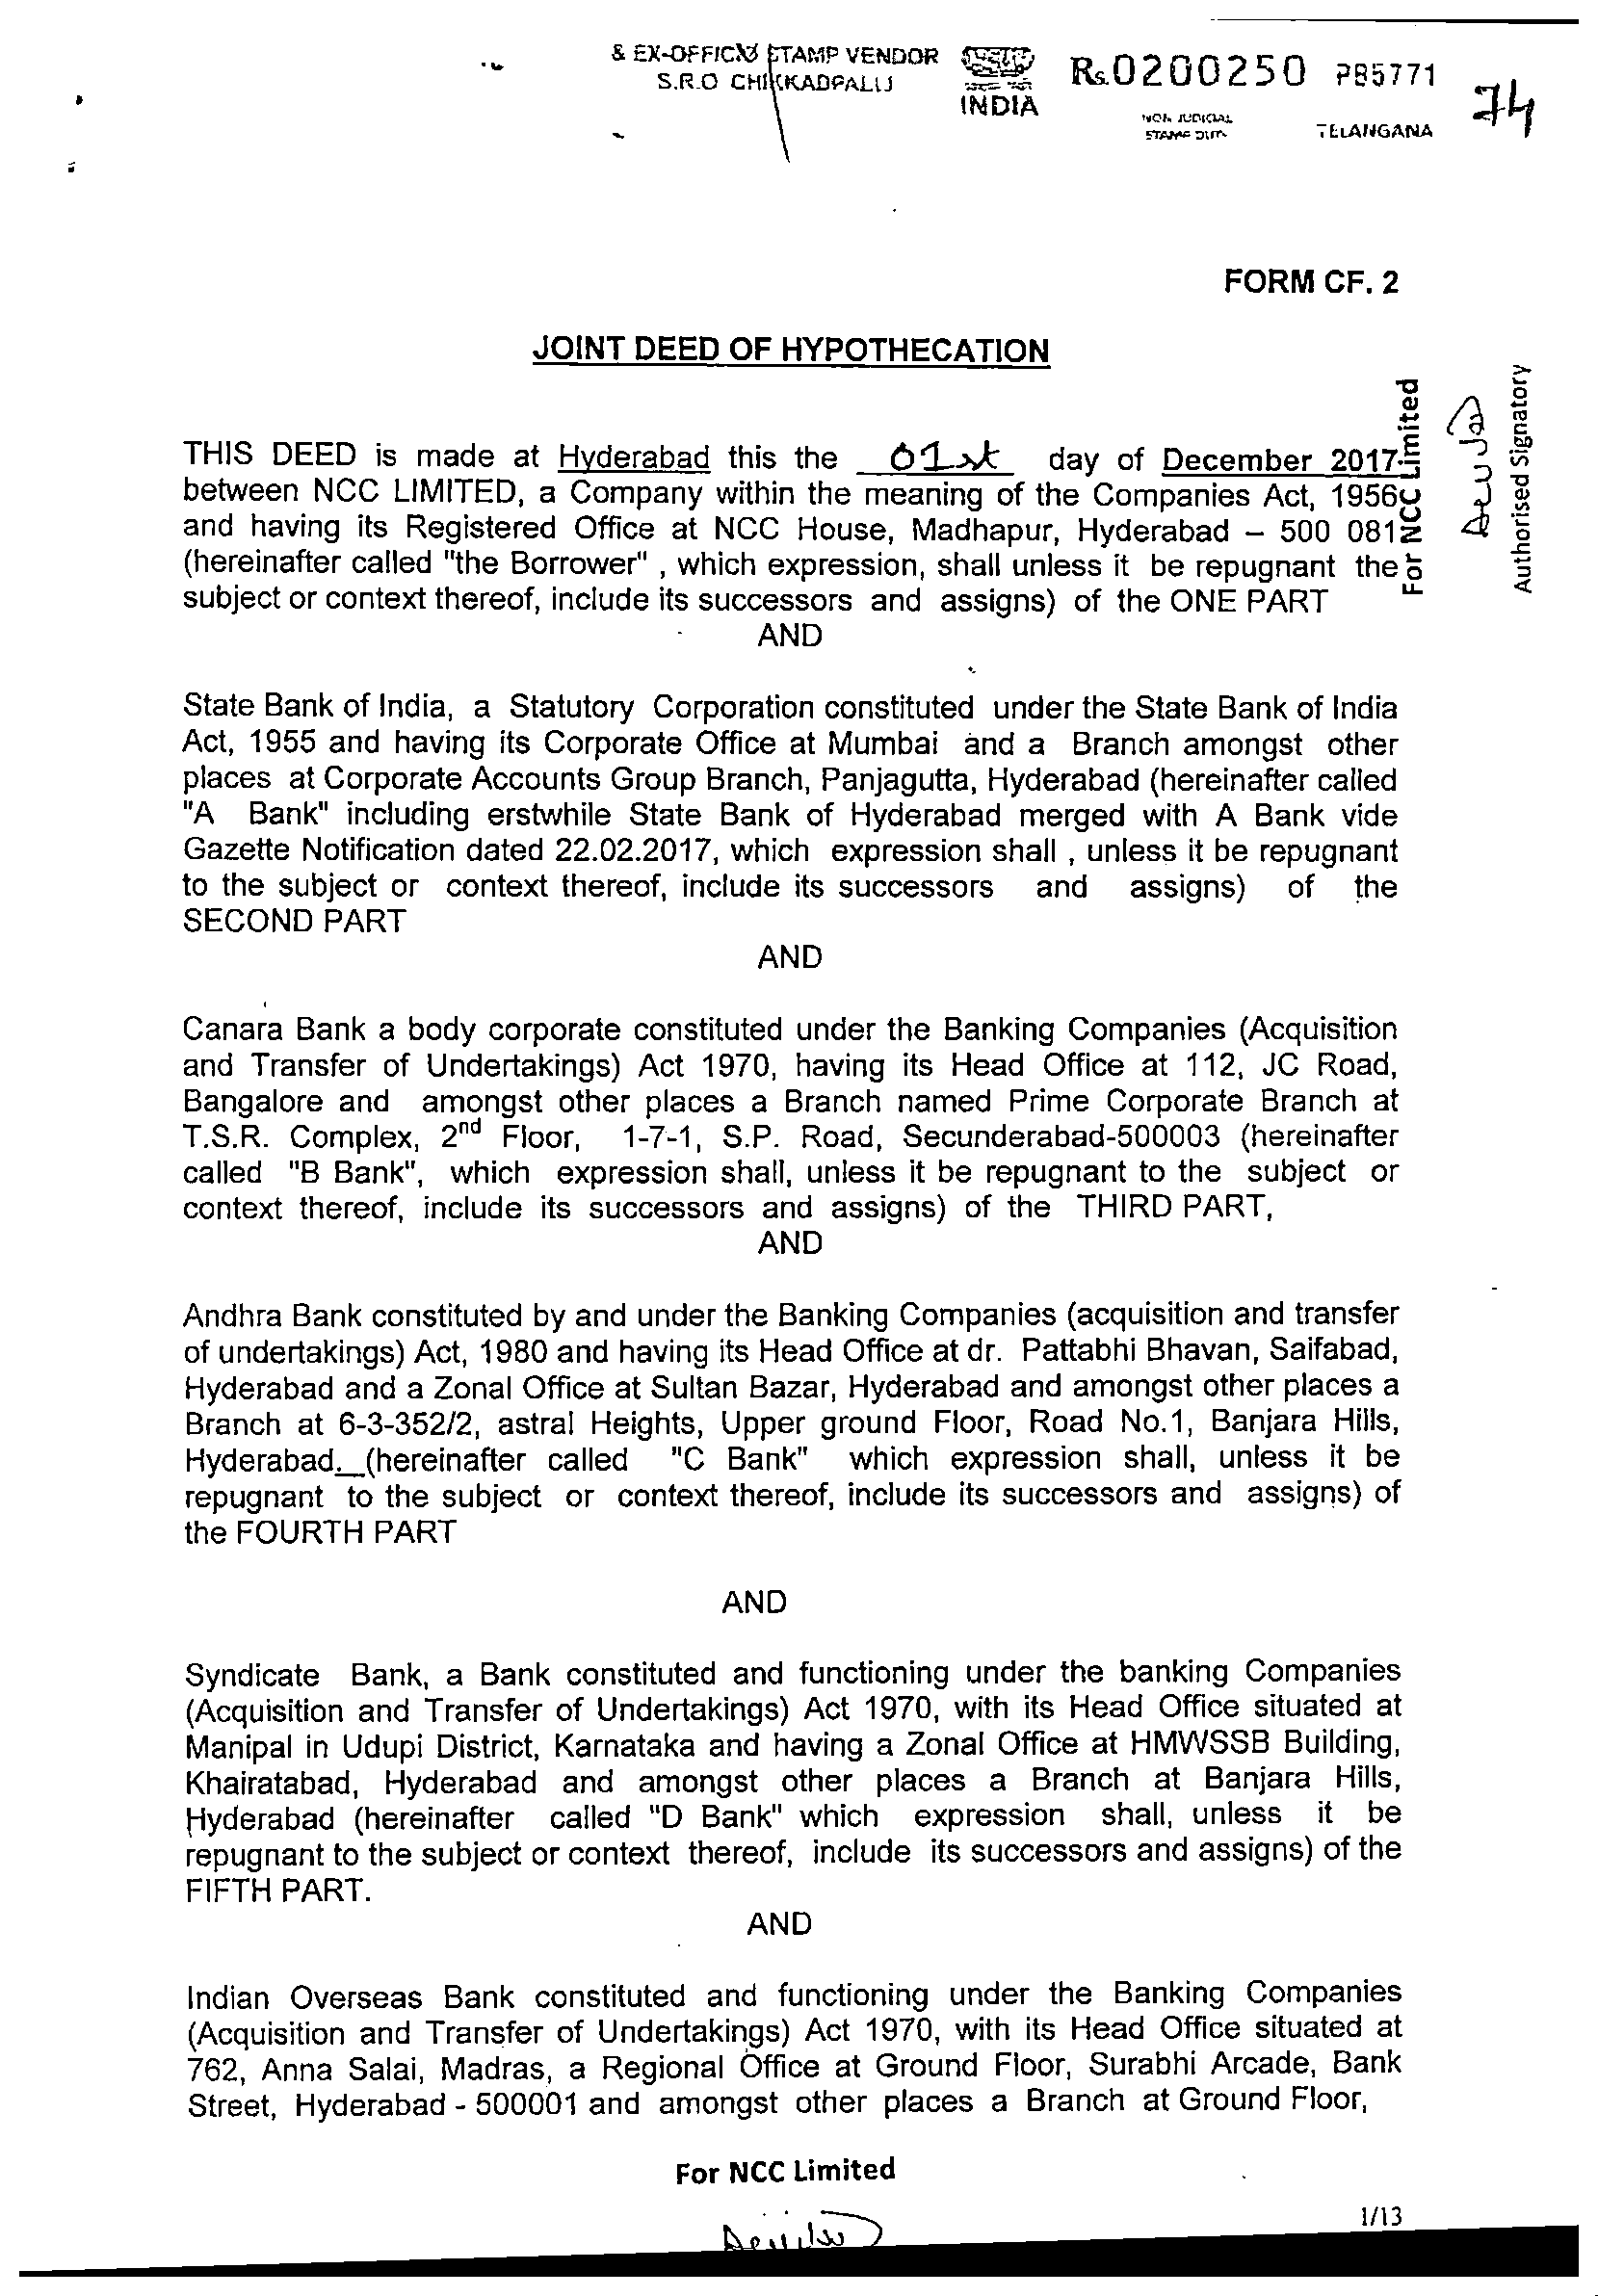 & EX-OFFICIO STAMP VENDOR
S.R.O CHIKKADPALLI
INDIA
Rs.0200250 PB5771
NON JUDICIAL
STAMP DUTY
TELANGANA
74
FORM CF. 2
JOINT DEED OF HYPOTHECATION
THIS DEED is made at Hyderabad this the 01st day of December 2017
between NCC LIMITED, a Company within the meaning of the Companies Act, 1956
and having its Registered Office at NCC House, Madhapur, Hyderabad – 500 081
(hereinafter called "the Borrower" , which expression, shall unless it be repugnant the
subject or context thereof, include its successors and assigns) of the ONE PART
For NCC Limited
Authorised Signatory
AND
State Bank of India, a Statutory Corporation constituted under the State Bank of India
Act, 1955 and having its Corporate Office at Mumbai and a Branch amongst other
places at Corporate Accounts Group Branch, Panjagutta, Hyderabad (hereinafter called
"A Bank" including erstwhile State Bank of Hyderabad merged with A Bank vide
Gazette Notification dated 22.02.2017, which expression shall , unless it be repugnant
to the subject or context thereof, include its successors and assigns) of the
SECOND PART
AND
Canara Bank a body corporate constituted under the Banking Companies (Acquisition
and Transfer of Undertakings) Act 1970, having its Head Office at 112, JC Road,
Bangalore and amongst other places a Branch named Prime Corporate Branch at
T.S.R. Complex, 2nd Floor, 1-7-1, S.P. Road, Secunderabad-500003 (hereinafter
called "B Bank", which expression shall, unless it be repugnant to the subject or
context thereof, include its successors and assigns) of the THIRD PART,
AND
Andhra Bank constituted by and under the Banking Companies (acquisition and transfer
of undertakings) Act, 1980 and having its Head Office at dr. Pattabhi Bhavan, Saifabad,
Hyderabad and a Zonal Office at Sultan Bazar, Hyderabad and amongst other places a
Branch at 6-3-352/2, astral Heights, Upper ground Floor, Road No.1, Banjara Hills,
Hyderabad. (hereinafter called "C Bank" which expression shall, unless it be
repugnant to the subject or context thereof, include its successors and assigns) of
the FOURTH PART
AND
Syndicate Bank, a Bank constituted and functioning under the banking Companies
(Acquisition and Transfer of Undertakings) Act 1970, with its Head Office situated at
Manipal in Udupi District, Karnataka and having a Zonal Office at HMWSSB Building,
Khairatabad, Hyderabad and amongst other places a Branch at Banjara Hills,
Hyderabad (hereinafter called "D Bank" which expression shall, unless it be
repugnant to the subject or context thereof, include its successors and assigns) of the
FIFTH PART.
AND
Indian Overseas Bank constituted and functioning under the Banking Companies
(Acquisition and Transfer of Undertakings) Act 1970, with its Head Office situated at
762, Anna Salai, Madras, a Regional Office at Ground Floor, Surabhi Arcade, Bank
Street, Hyderabad - 500001 and amongst other places a Branch at Ground Floor,
For NCC Limited
1/13